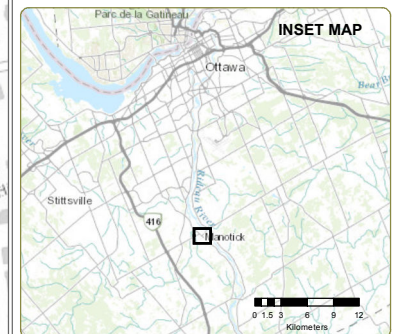 Parc de la Gatineau
INSET MAP
Ottawa
Rideau River
Stittsville
416
Manotick
0 1.5 3 6 9 12
Kilometers